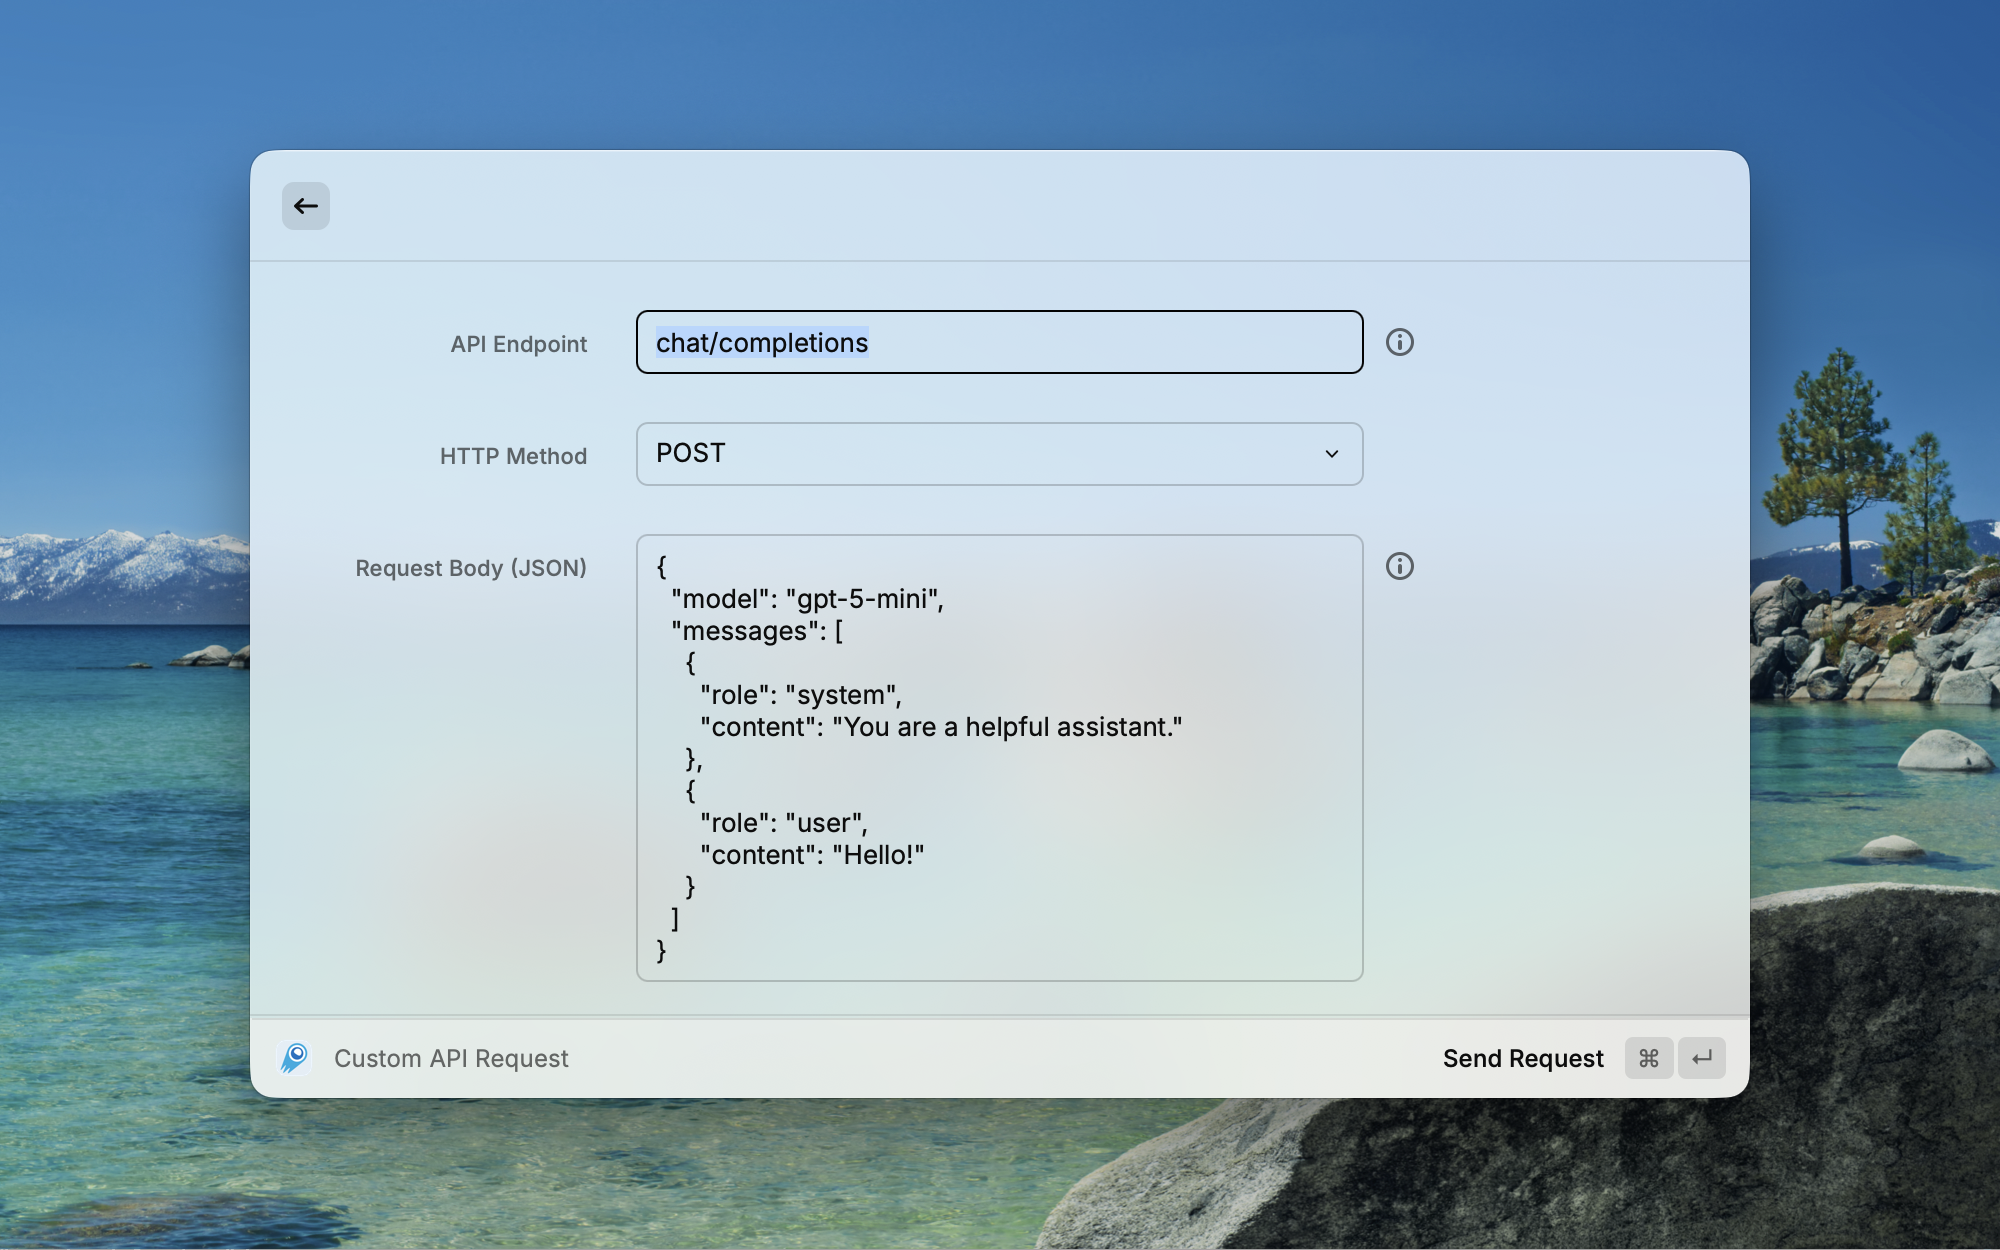 API Endpoint
chat/completions
HTTP Method
POST
Request Body (JSON)
{
  "model": "gpt-5-mini",
  "messages": [
    {
      "role": "system",
      "content": "You are a helpful assistant."
    },
    {
      "role": "user",
      "content": "Hello!"
    }
  ]
}
Custom API Request
Send Request ⌘ ↵